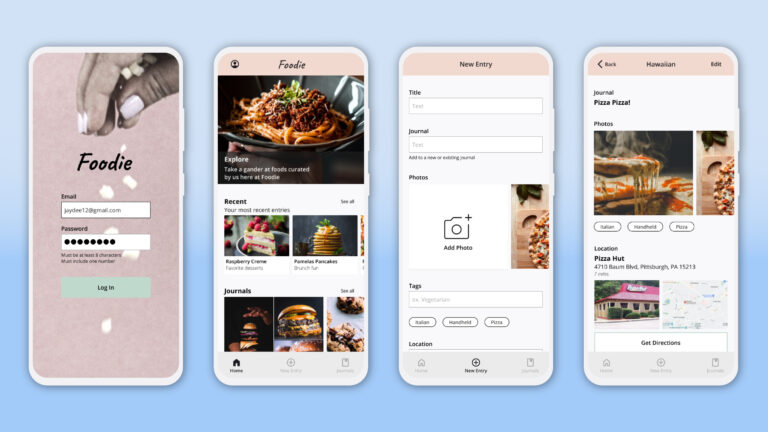 Foodie
Email
jaydee12@gmail.com
Password
Must be at least 8 characters
Must include one number
Log In
Foodie
Explore
Take a gander at foods curated
by us here at Foodie
Recent
See all
Your most recent entries
Raspberry Creme
Favorite desserts
Pamelas Pancakes
Brunch fun
Journals
See all
Home
New Entry
Journals
New Entry
Title
Text
Journal
Text
Add to a new or existing journal
Photos
Add Photo
Tags
ex. Vegetarian
Italian
Handheld
Pizza
Location
Home
New Entry
Journals
Back
Hawaiian
Edit
Journal
Pizza Pizza!
Photos
Italian
Handheld
Pizza
Location
Pizza Hut
4710 Baum Blvd, Pittsburgh, PA 15213
Get Directions
Home
New Entry
Journals